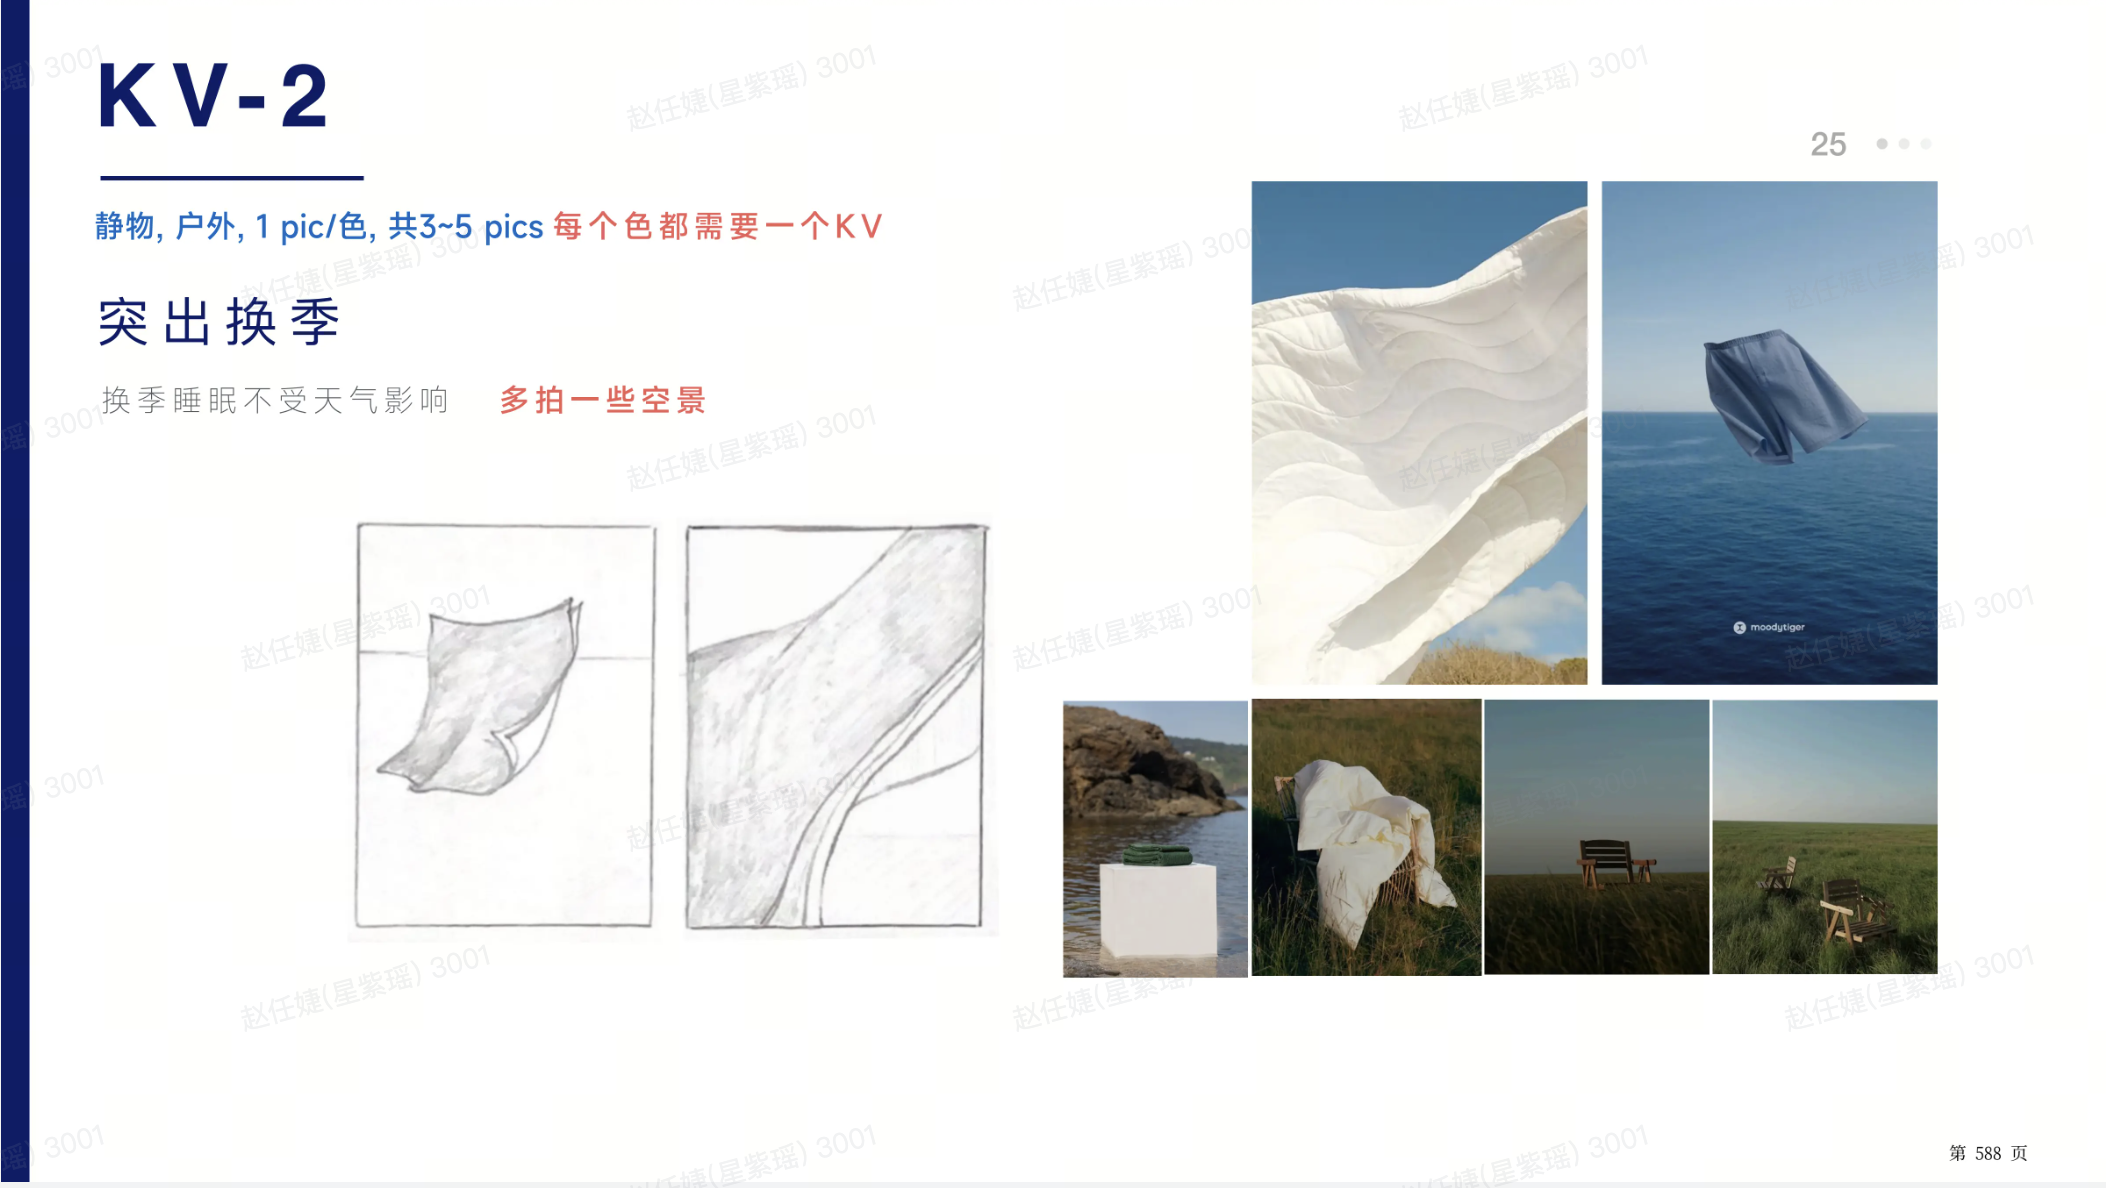 KV-2
25
静物, 户外, 1 pic/色, 共3~5 pics 每个色都需要一个KV
突出换季
换季睡眠不受天气影响 多拍一些空景
moodytiger
赵任婕(星紫瑶) 3001
第 588 页